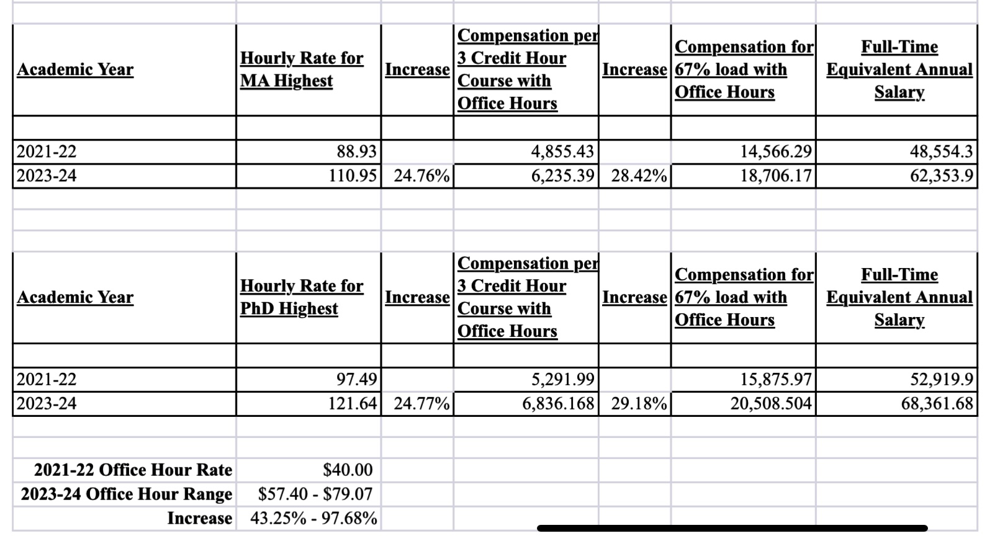 Academic Year Hourly Rate for MA Highest Increase Compensation per 3 Credit Hour Course with Office Hours Increase Compensation for 67% load with Office Hours Full-Time Equivalent Annual Salary
2021-22 88.93 4,855.43 14,566.29 48,554.3
2023-24 110.95 24.76% 6,235.39 28.42% 18,706.17 62,353.9
Academic Year Hourly Rate for PhD Highest Increase Compensation per 3 Credit Hour Course with Office Hours Increase Compensation for 67% load with Office Hours Full-Time Equivalent Annual Salary
2021-22 97.49 5,291.99 15,875.97 52,919.9
2023-24 121.64 24.77% 6,836.168 29.18% 20,508.504 68,361.68
2021-22 Office Hour Rate $40.00
2023-24 Office Hour Range $57.40 - $79.07
Increase 43.25% - 97.68%